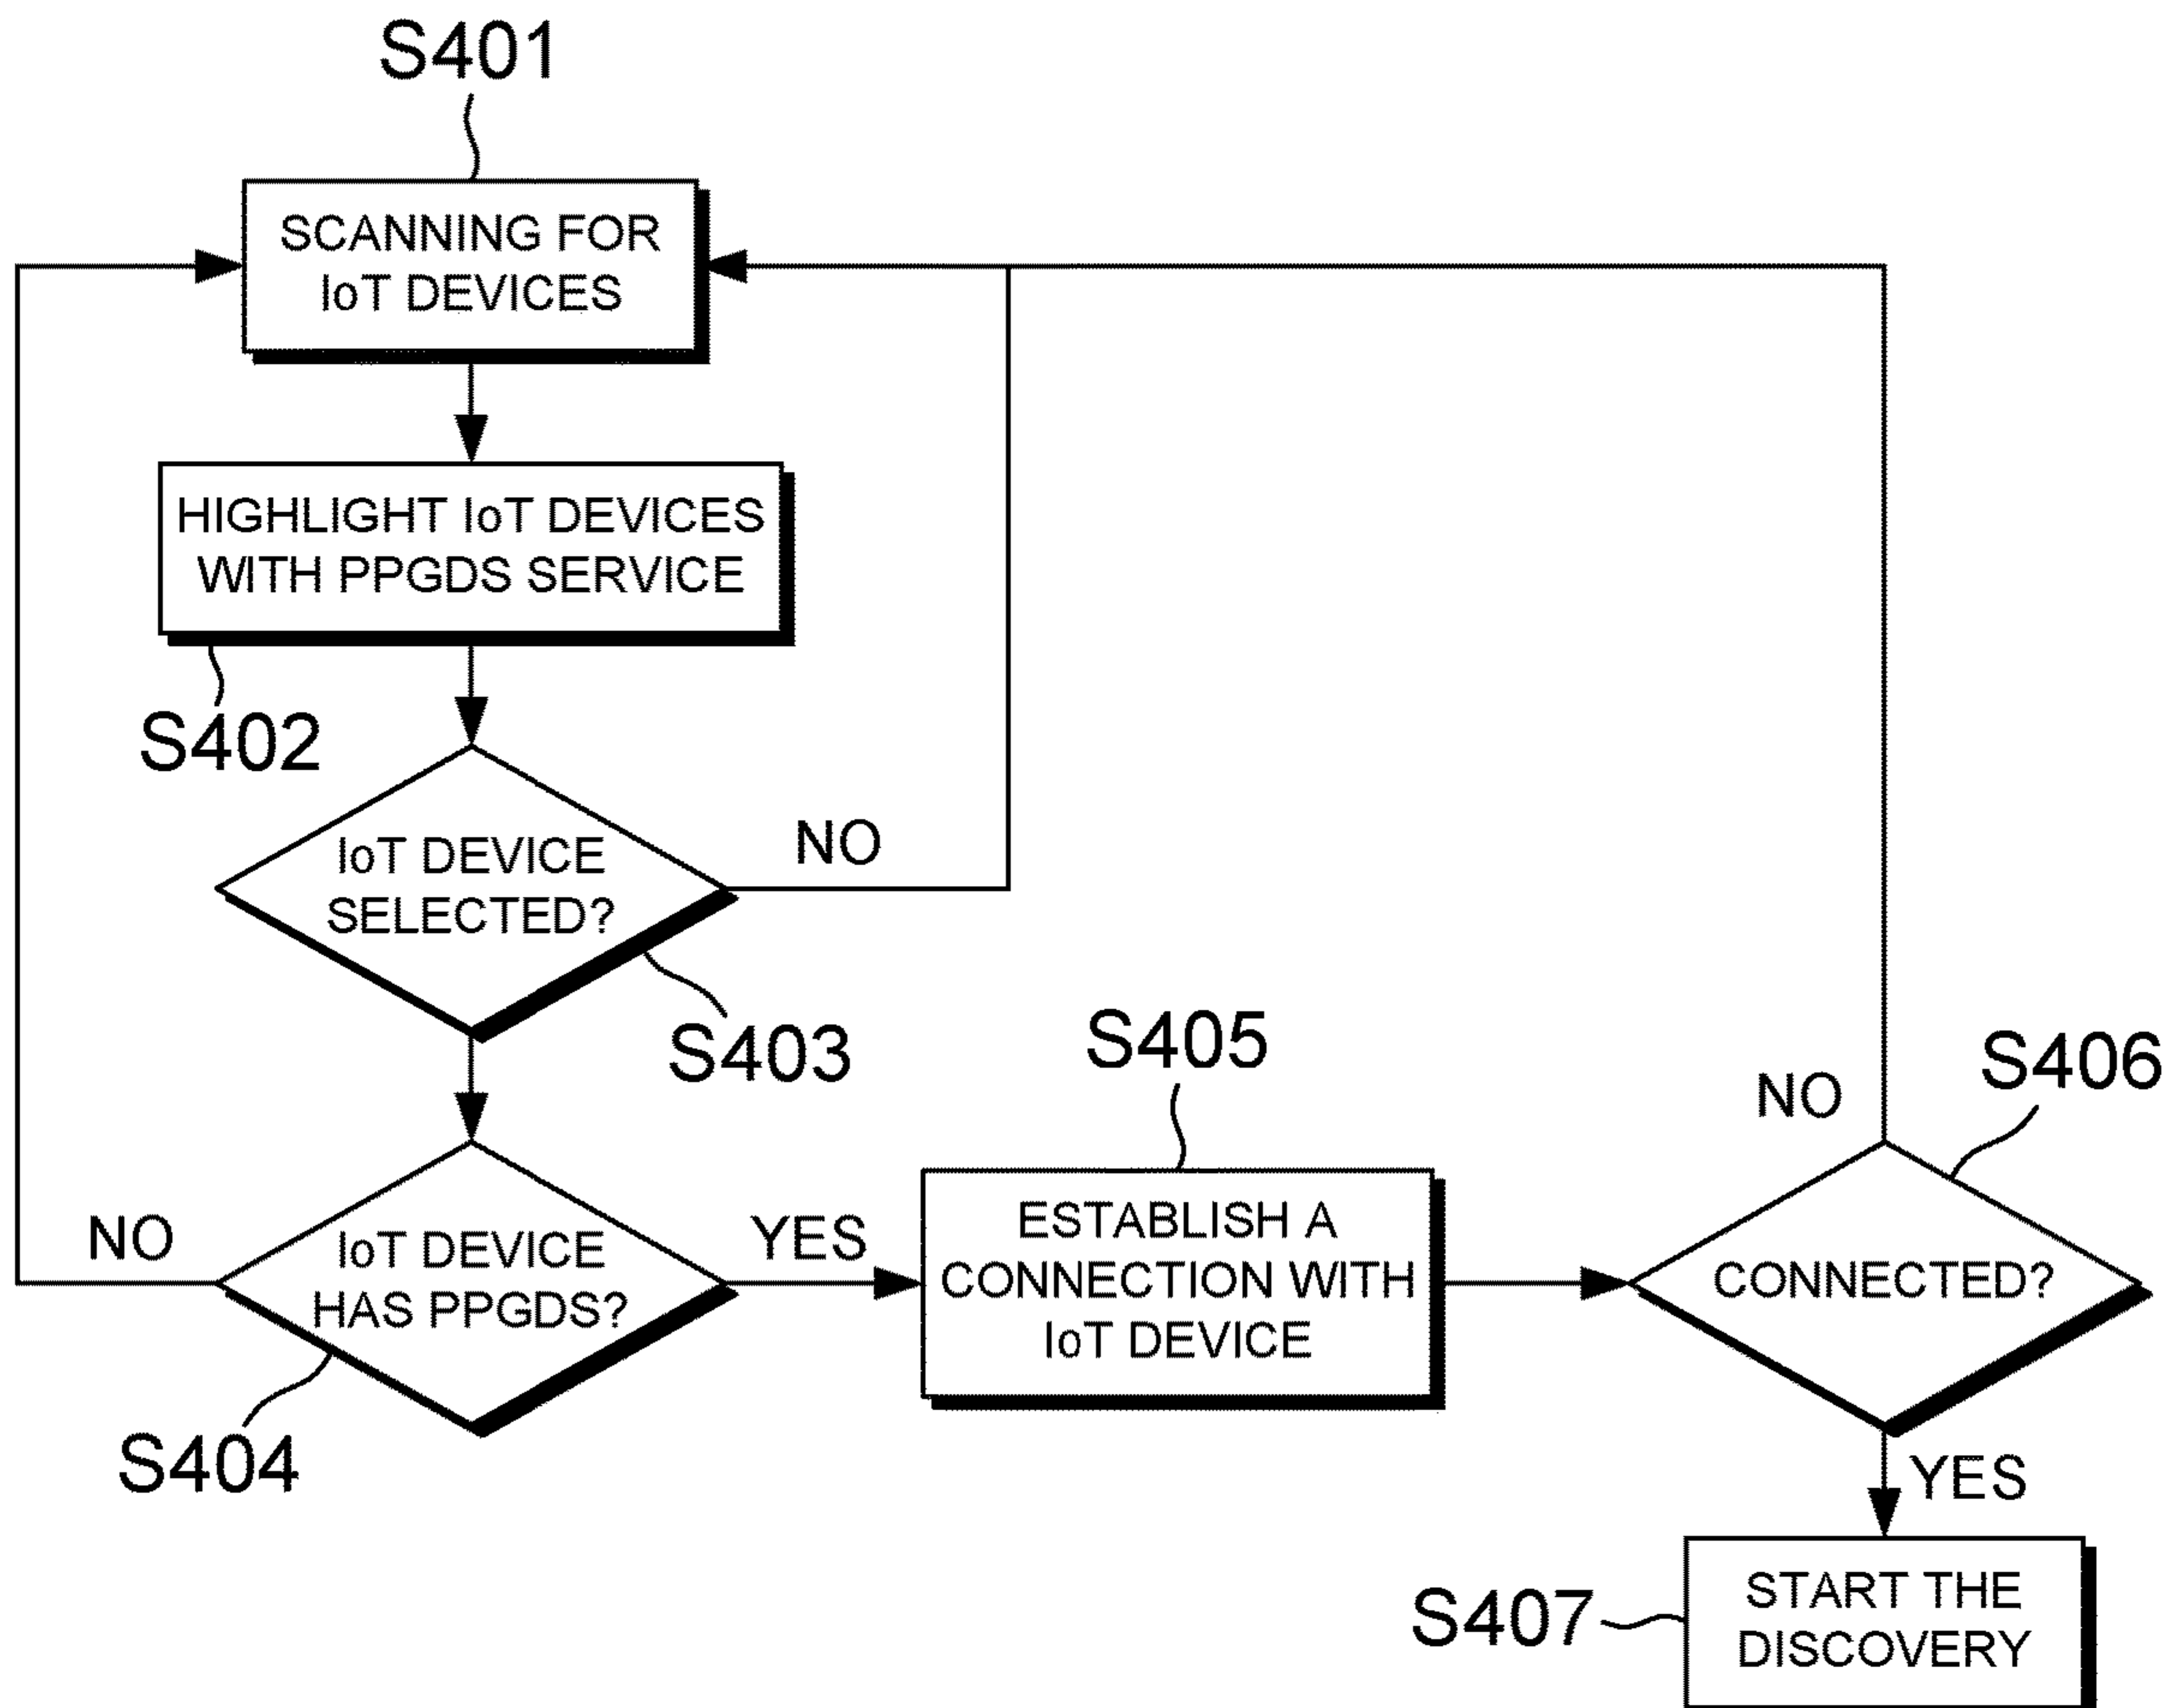 S401
SCANNING FOR
IoT DEVICES
HIGHLIGHT IoT DEVICES
WITH PPGDS SERVICE
S402
IoT DEVICE
SELECTED?
NO
S403
IoT DEVICE
HAS PPGDS?
NO
YES
S404
S405
ESTABLISH A
CONNECTION WITH
IoT DEVICE
S406
NO
CONNECTED?
YES
S407
START THE
DISCOVERY